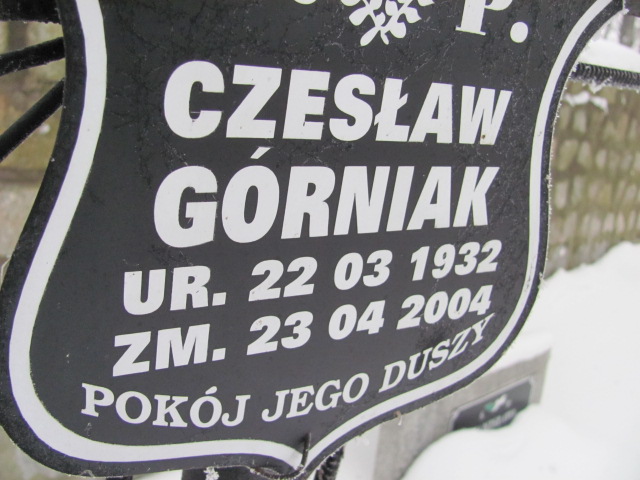 P.
CZESŁAW
GÓRNIAK
UR. 22 03 1932
ZM. 23 04 2004
POKÓJ JEGO DUSZY